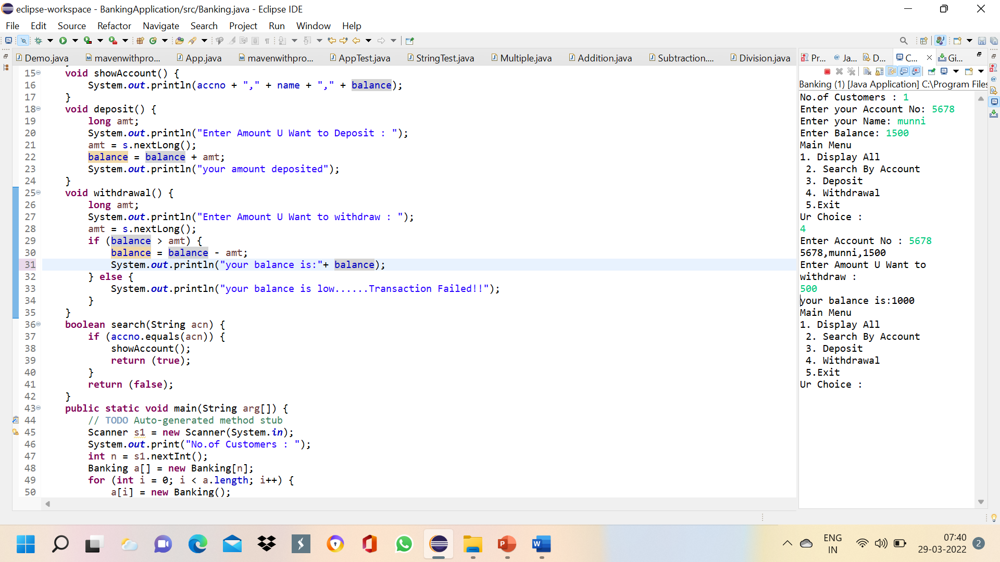 eclipse-workspace - BankingApplication/src/Banking.java - Eclipse IDE
File Edit Source Refactor Navigate Search Project Run Window Help
Demo.java mavenwithpro... App.java mavenwithpro... AppTest.java StringTest.java Multiple.java Addition.java Subtraction.... Division.java
15 void showAccount() {
16 System.out.println(accno + "," + name + "," + balance);
17 }
18 void deposit() {
19 long amt;
20 System.out.println("Enter Amount U Want to Deposit : ");
21 amt = s.nextLong();
22 balance = balance + amt;
23 System.out.println("your amount deposited");
24 }
25 void withdrawal() {
26 long amt;
27 System.out.println("Enter Amount U Want to withdraw : ");
28 amt = s.nextLong();
29 if (balance > amt) {
30 balance = balance - amt;
31 System.out.println("your balance is:"+ balance);
32 } else {
33 System.out.println("your balance is low......Transaction Failed!!");
34 }
35 }
36 boolean search(String acn) {
37 if (accno.equals(acn)) {
38 showAccount();
39 return (true);
40 }
41 return (false);
42 }
43 public static void main(String arg[]) {
44 // TODO Auto-generated method stub
45 Scanner s1 = new Scanner(System.in);
46 System.out.print("No.of Customers : ");
47 int n = s1.nextInt();
48 Banking a[] = new Banking[n];
49 for (int i = 0; i < a.length; i++) {
50 a[i] = new Banking();
Pr... Ja... D... C... Gi...
Banking (1) [Java Application] C:\Program Files
No.of Customers : 1
Enter your Account No: 5678
Enter your Name: munni
Enter Balance: 1500
Main Menu
1. Display All
2. Search By Account
3. Deposit
4. Withdrawal
5.Exit
Ur Choice :
4
Enter Account No : 5678
5678,munni,1500
Enter Amount U Want to
withdraw :
500
your balance is:1000
Main Menu
1. Display All
2. Search By Account
3. Deposit
4. Withdrawal
5.Exit
Ur Choice :
ENG
IN
07:40
29-03-2022
2